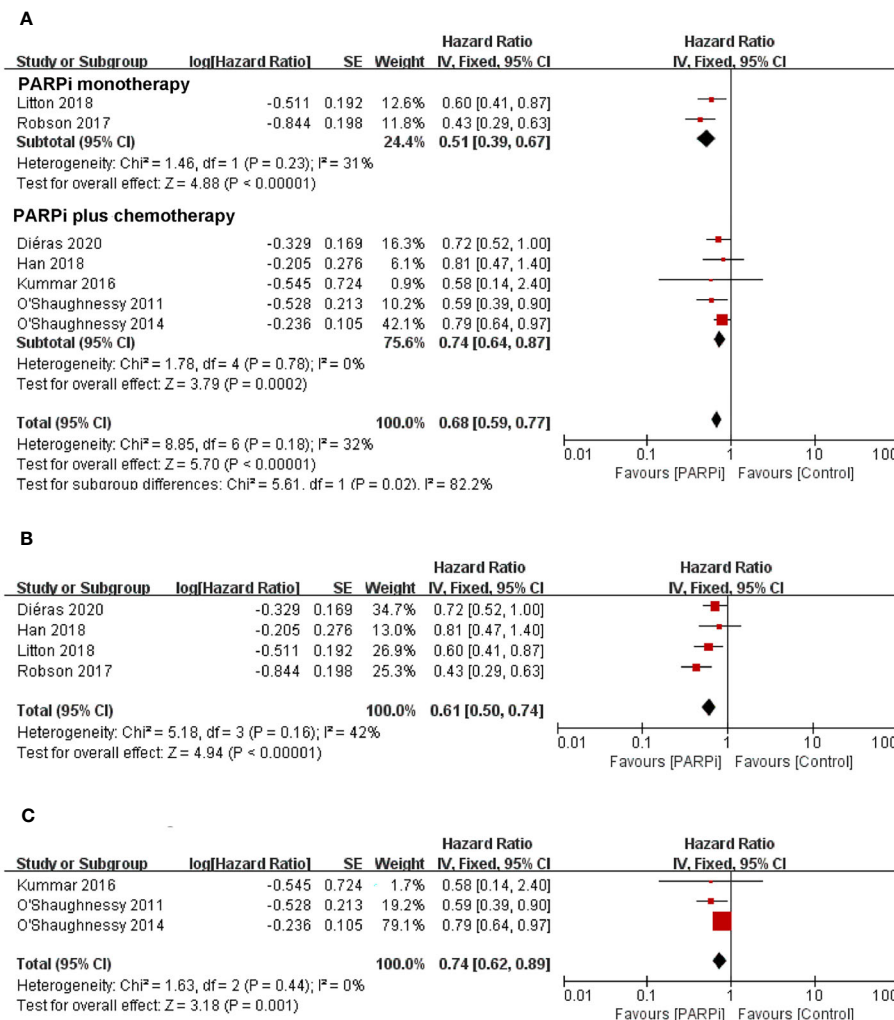 A
Hazard Ratio Hazard Ratio
Study or Subgroup log[Hazard Ratio] SE Weight IV, Fixed, 95% CI IV, Fixed, 95% CI
PARPi monotherapy
Litton 2018 -0.511 0.192 12.6% 0.60 [0.41, 0.87]
Robson 2017 -0.844 0.198 11.8% 0.43 [0.29, 0.63]
Subtotal (95% CI) 24.4% 0.51 [0.39, 0.67]
Heterogeneity: Chi² = 1.46, df = 1 (P = 0.23); I² = 31%
Test for overall effect: Z = 4.88 (P < 0.00001)
PARPi plus chemotherapy
Diéras 2020 -0.329 0.169 16.3% 0.72 [0.52, 1.00]
Han 2018 -0.205 0.276 6.1% 0.81 [0.47, 1.40]
Kummar 2016 -0.545 0.724 0.9% 0.58 [0.14, 2.40]
O'Shaughnessy 2011 -0.528 0.213 10.2% 0.59 [0.39, 0.90]
O'Shaughnessy 2014 -0.236 0.105 42.1% 0.79 [0.64, 0.97]
Subtotal (95% CI) 75.6% 0.74 [0.64, 0.87]
Heterogeneity: Chi² = 1.78, df = 4 (P = 0.78); I² = 0%
Test for overall effect: Z = 3.79 (P = 0.0002)
Total (95% CI) 100.0% 0.68 [0.59, 0.77]
Heterogeneity: Chi² = 8.85, df = 6 (P = 0.18); I² = 32%
Test for overall effect: Z = 5.70 (P < 0.00001)
Test for subgroup differences: Chi² = 5.61, df = 1 (P = 0.02), I² = 82.2%
0.01 0.1 1 10 100
Favours [PARPi] Favours [Control]
B
Hazard Ratio Hazard Ratio
Study or Subgroup log[Hazard Ratio] SE Weight IV, Fixed, 95% CI IV, Fixed, 95% CI
Diéras 2020 -0.329 0.169 34.7% 0.72 [0.52, 1.00]
Han 2018 -0.205 0.276 13.0% 0.81 [0.47, 1.40]
Litton 2018 -0.511 0.192 26.9% 0.60 [0.41, 0.87]
Robson 2017 -0.844 0.198 25.3% 0.43 [0.29, 0.63]
Total (95% CI) 100.0% 0.61 [0.50, 0.74]
Heterogeneity: Chi² = 5.18, df = 3 (P = 0.16); I² = 42%
Test for overall effect: Z = 4.94 (P < 0.00001)
0.01 0.1 1 10 100
Favours [PARPi] Favours [Control]
C
Hazard Ratio Hazard Ratio
Study or Subgroup log[Hazard Ratio] SE Weight IV, Fixed, 95% CI IV, Fixed, 95% CI
Kummar 2016 -0.545 0.724 1.7% 0.58 [0.14, 2.40]
O'Shaughnessy 2011 -0.528 0.213 19.2% 0.59 [0.39, 0.90]
O'Shaughnessy 2014 -0.236 0.105 79.1% 0.79 [0.64, 0.97]
Total (95% CI) 100.0% 0.74 [0.62, 0.89]
Heterogeneity: Chi² = 1.63, df = 2 (P = 0.44); I² = 0%
Test for overall effect: Z = 3.18 (P = 0.001)
0.01 0.1 1 10 100
Favours [PARPi] Favours [Control]